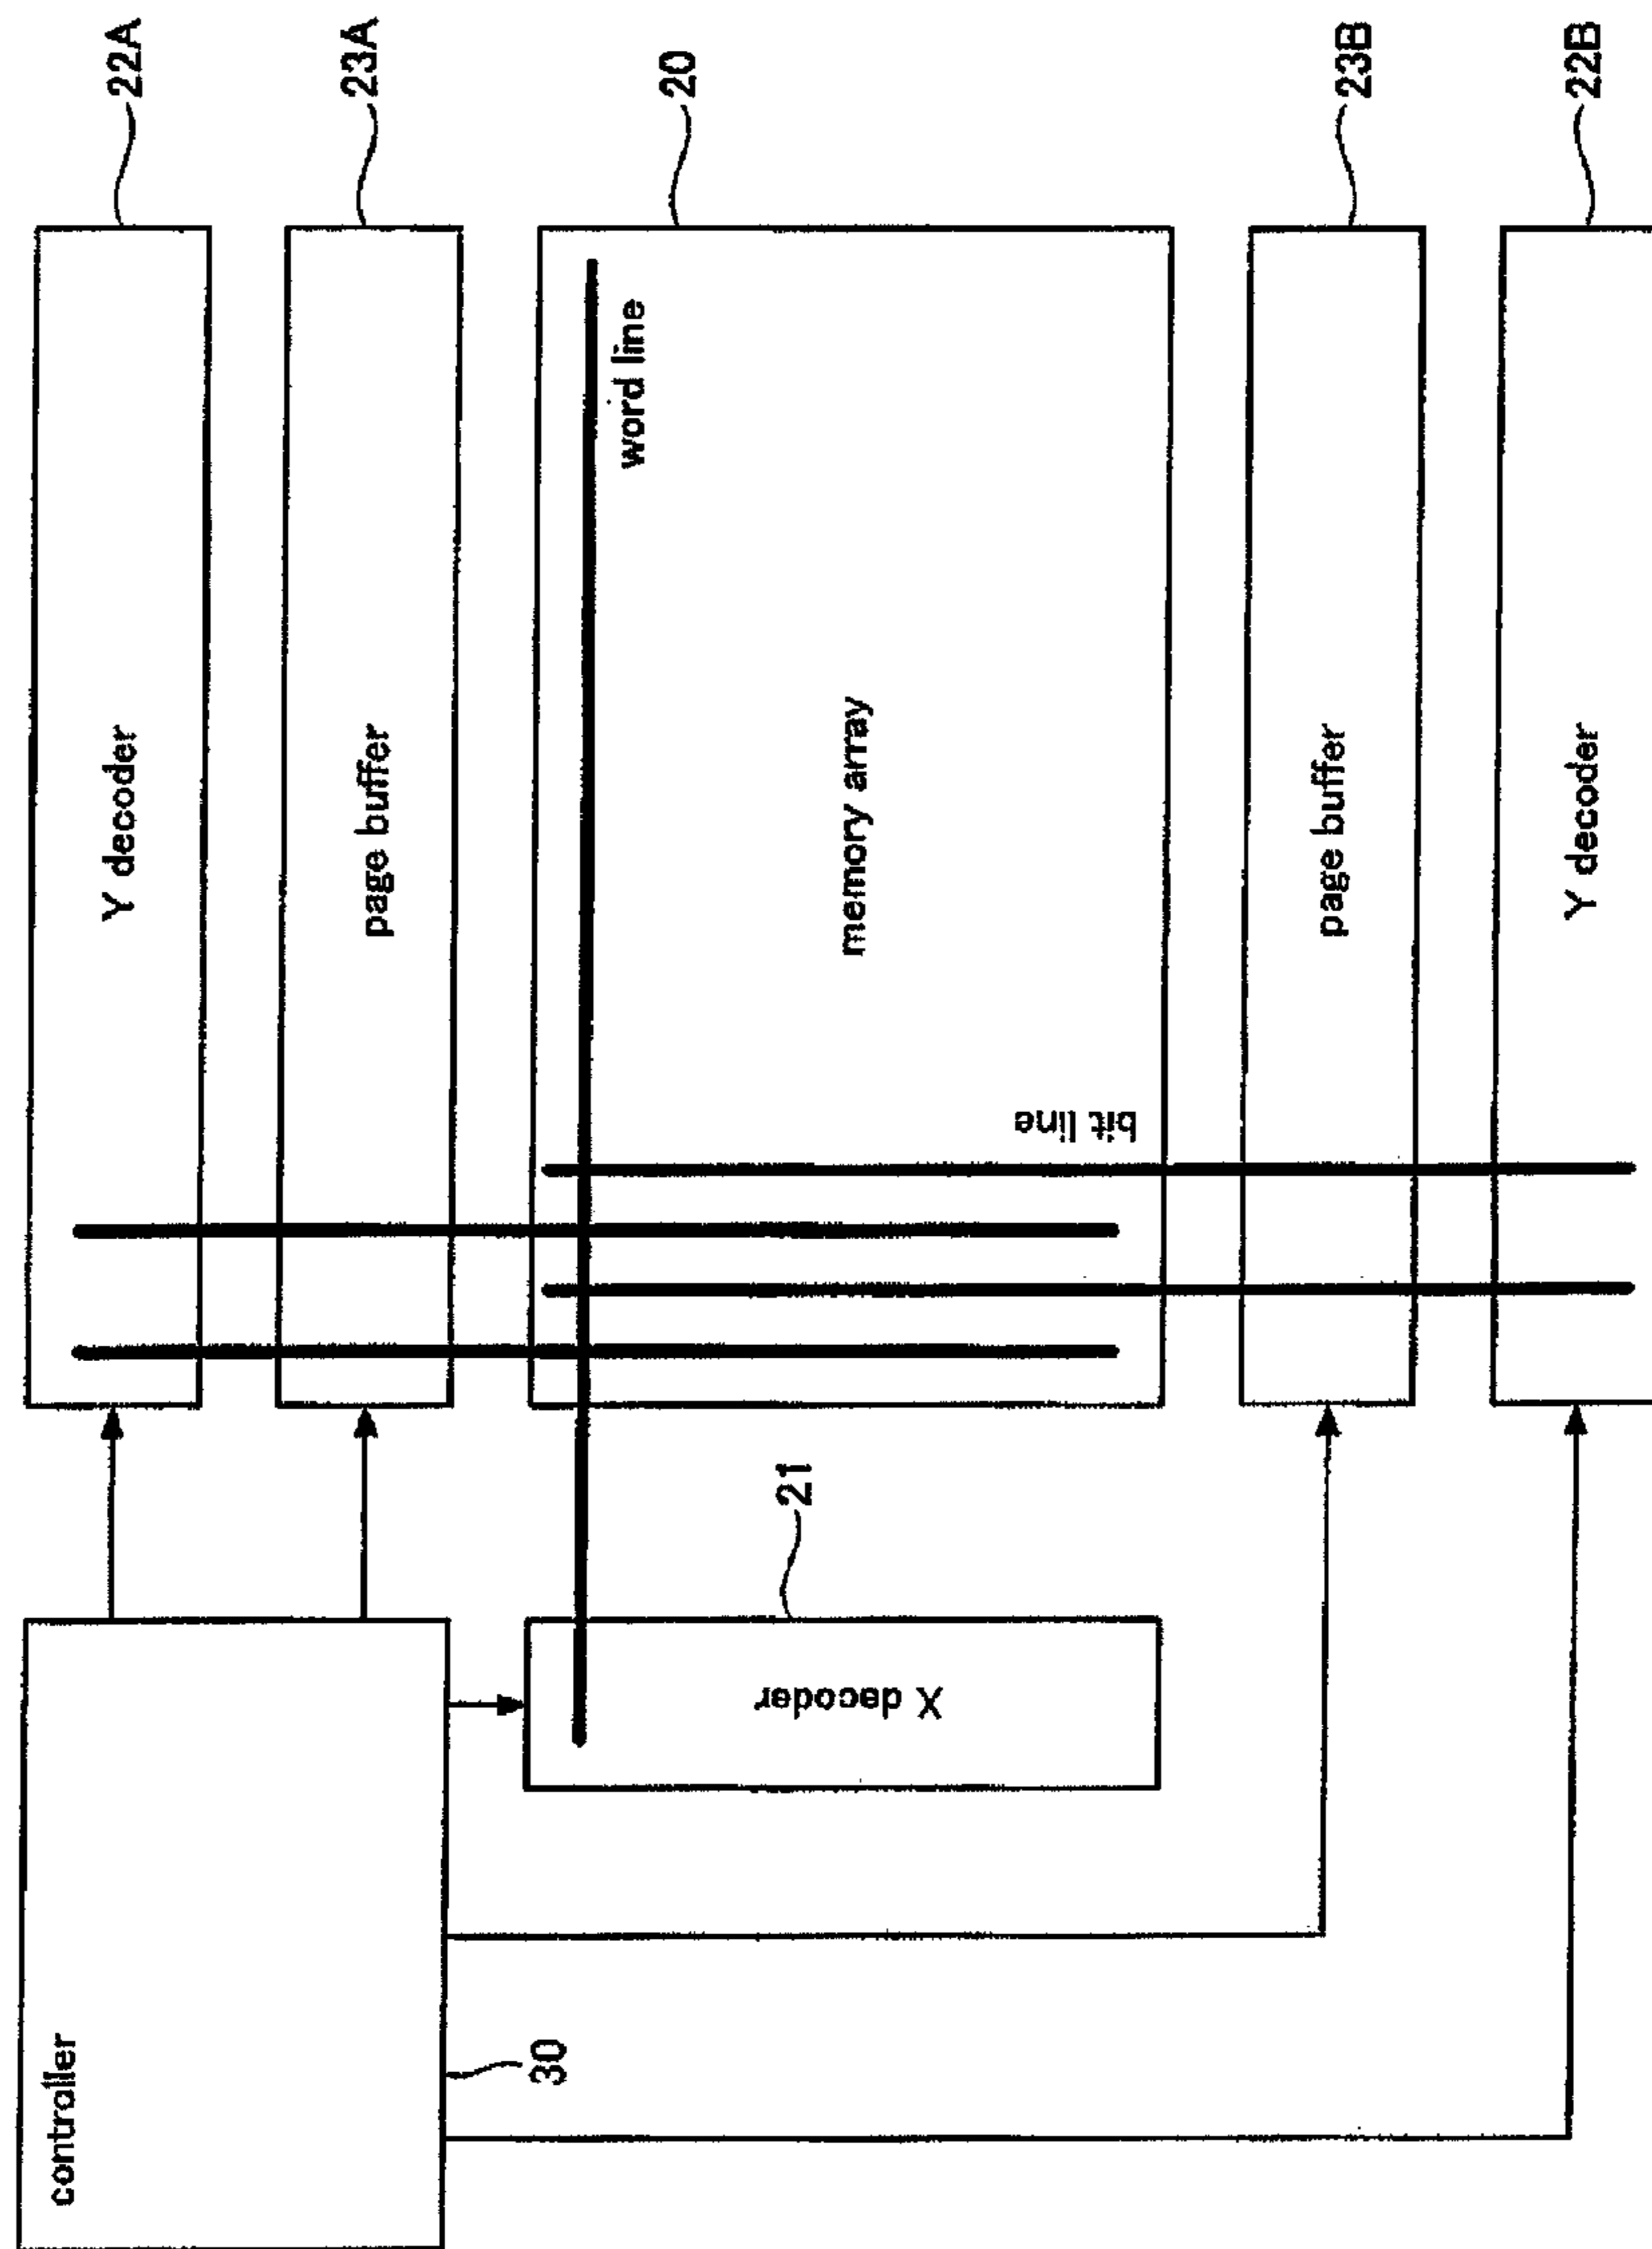 controller
Y decoder
22A
page buffer
23A
30
word line
20
X decoder
21
memory array
bit line
page buffer
23B
Y decoder
22B